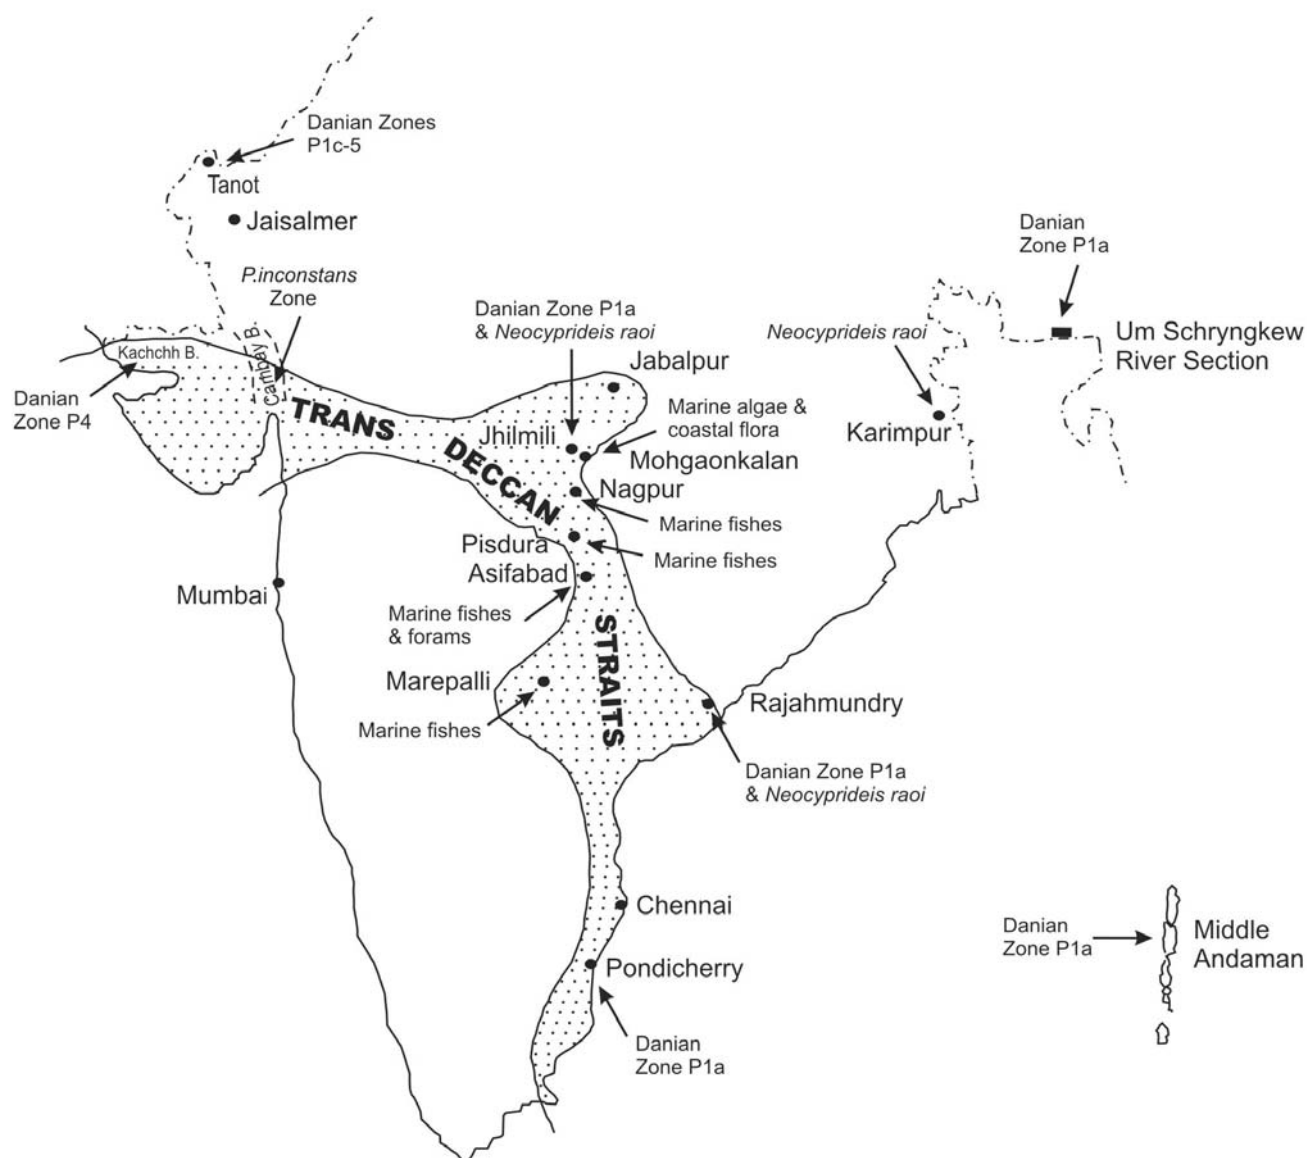 Danian Zones
P1c-5
Tanot
Jaisalmer
P.inconstans
Zone
Danian
Zone P1a
Um Schryngkew
River Section
Danian Zone P1a
& Neocyprideis raoi
Neocyprideis raoi
Kachchh B.
Cambay B.
Jabalpur
Danian
Zone P4
TRANS
Marine algae &
coastal flora
Karimpur
Jhilmili
Mohgaonkalan
DECCAN
Nagpur
Marine fishes
Pisdura
Marine fishes
Asifabad
Mumbai
Marine fishes
& forams
STRAITS
Marepalli
Rajahmundry
Marine fishes
Danian Zone P1a
& Neocyprideis raoi
Chennai
Danian
Zone P1a
Middle
Andaman
Pondicherry
Danian
Zone P1a